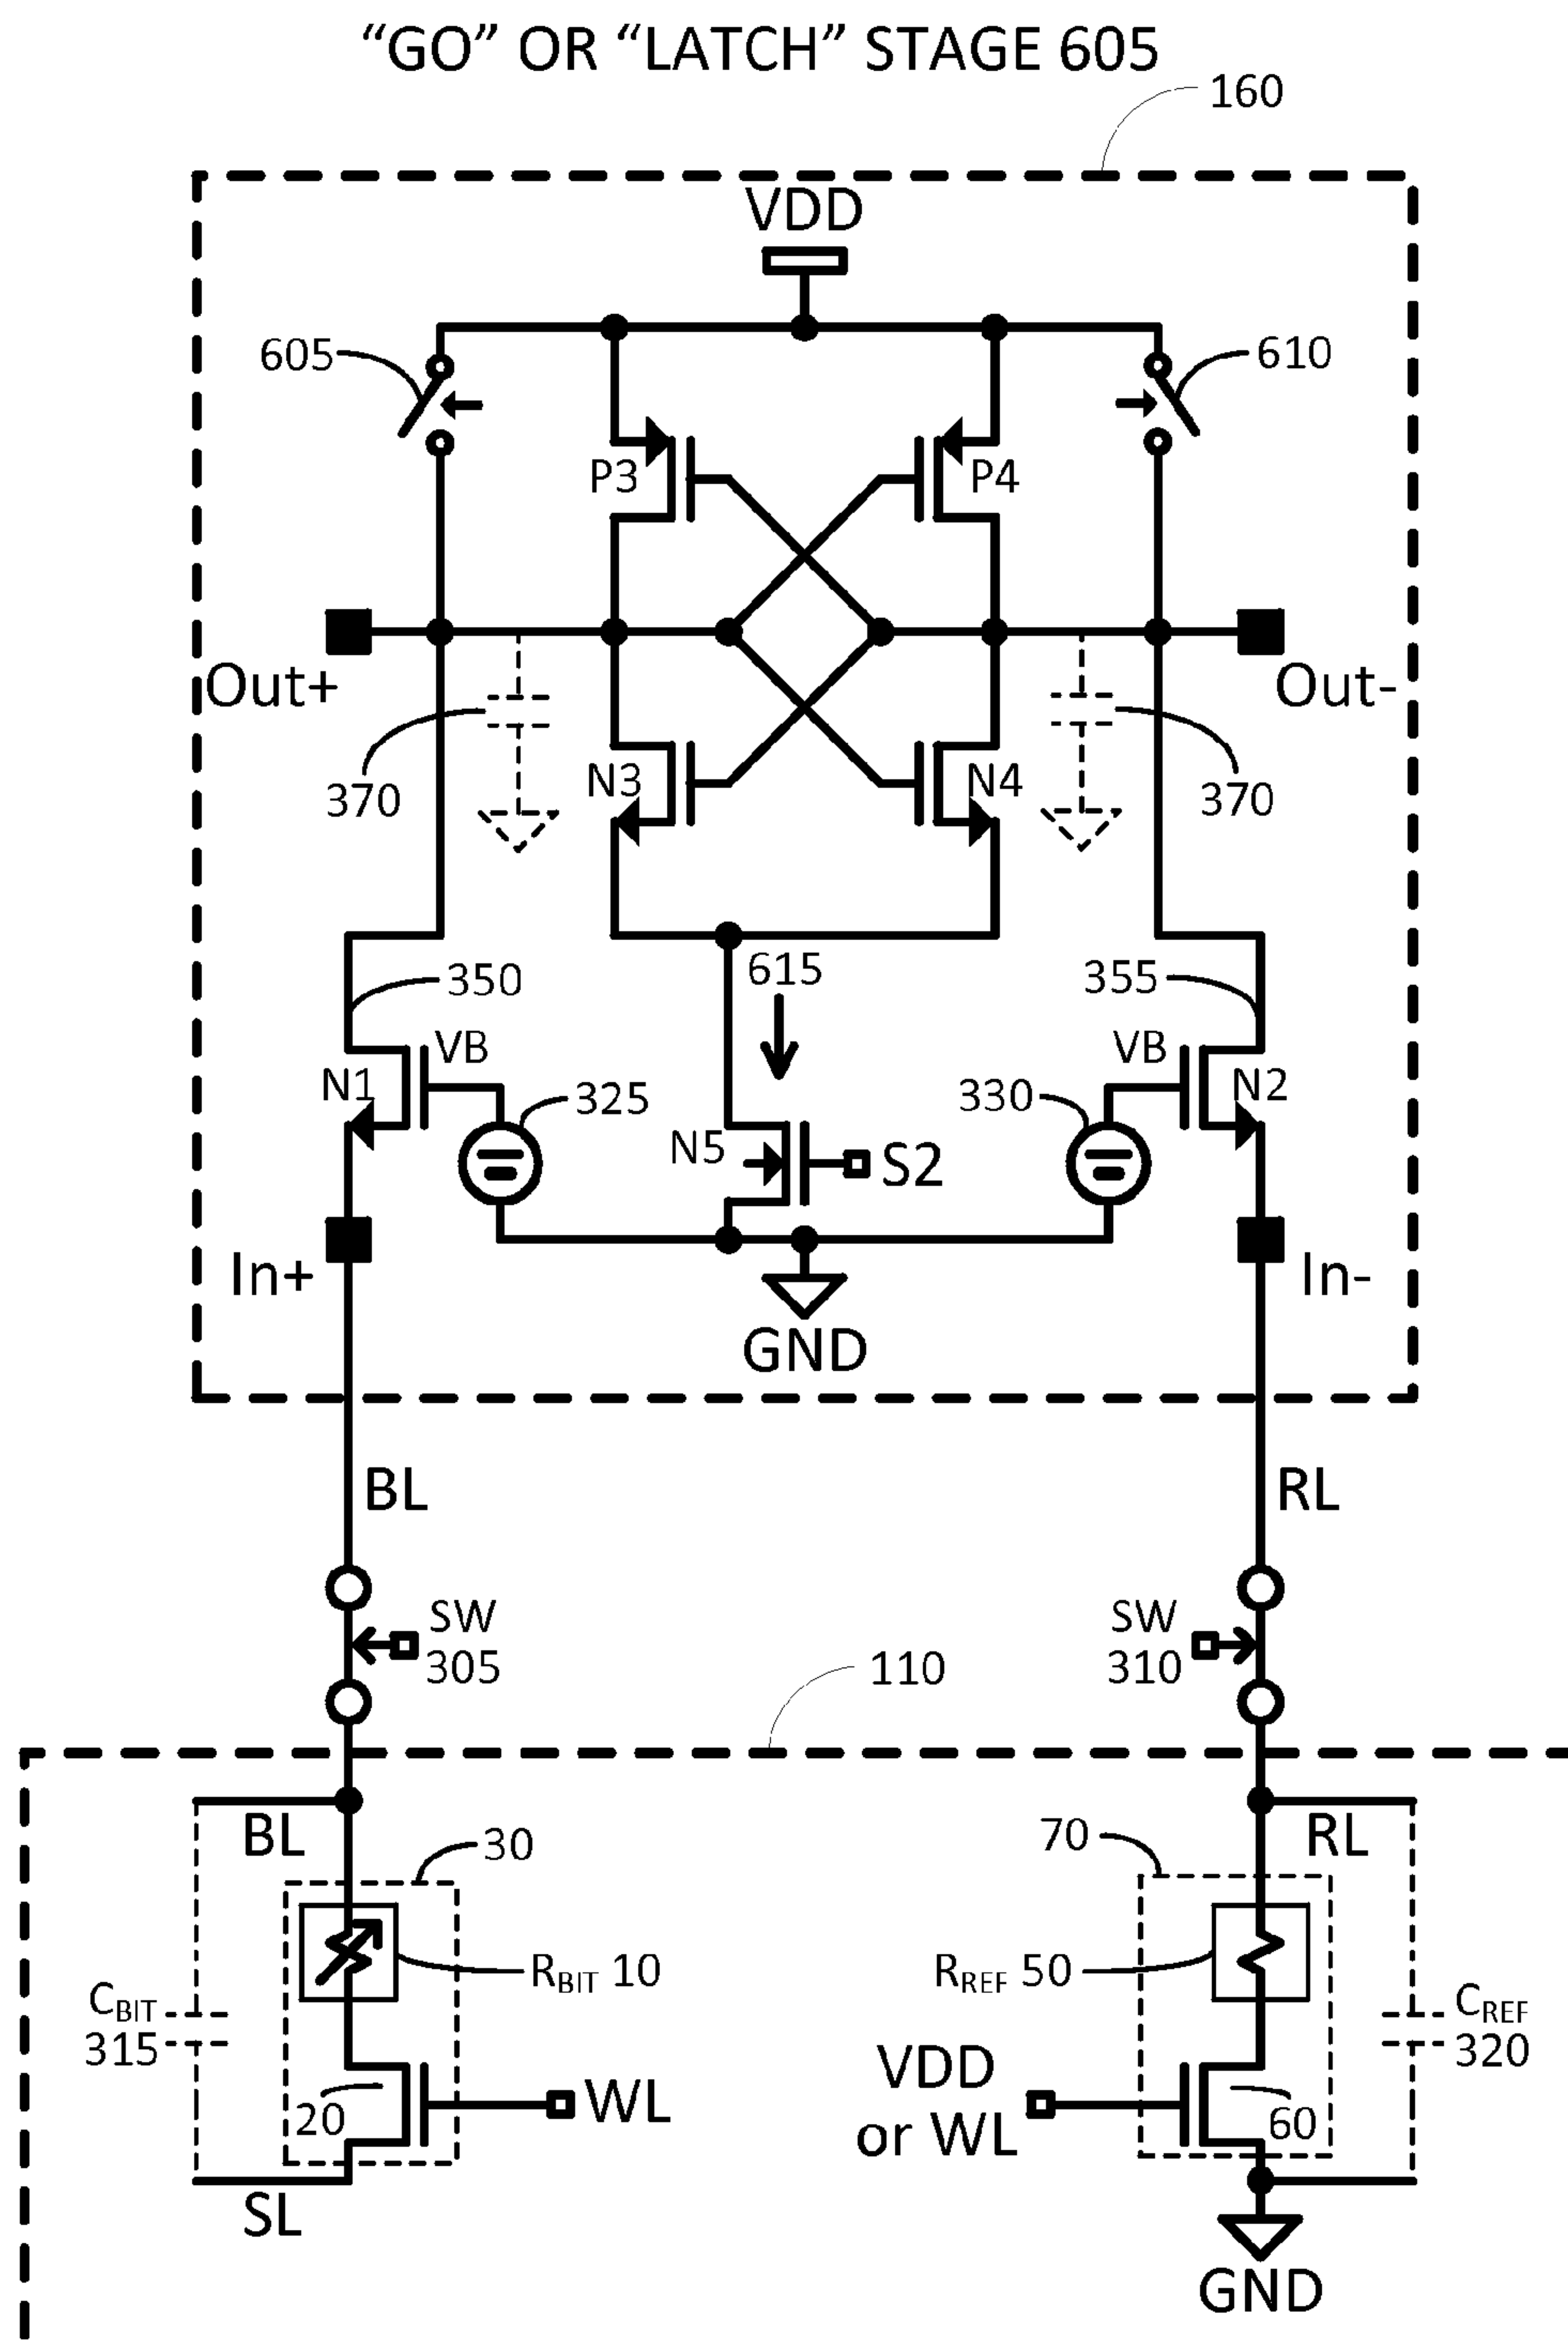 “GO” OR “LATCH” STAGE 605
160
VDD
605
610
P3
P4
Out+
Out-
370
N3
N4
370
350
615
355
VB
VB
N1
325
330
N2
N5
S2
In+
In-
GND
BL
RL
SW
305
SW
310
110
BL
30
70
RL
RBIT 10
RREF 50
CBIT
315
CREF
320
20
WL
VDD
or WL
60
SL
GND